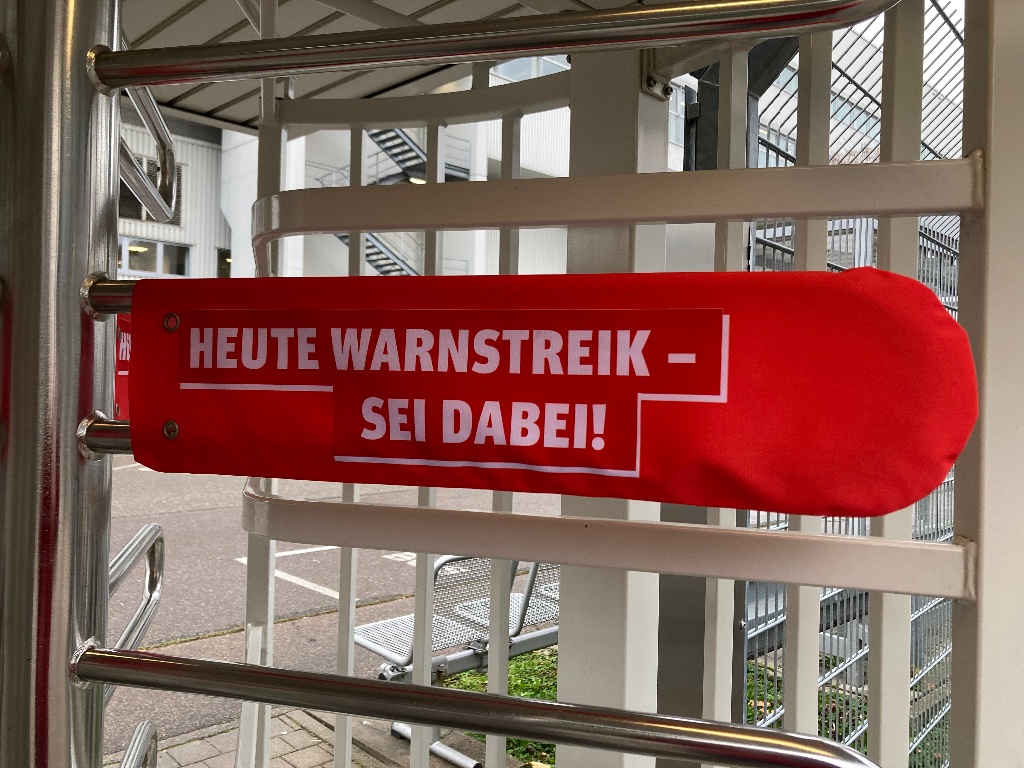 HEUTE WARNSTREIK –
SEI DABEI!